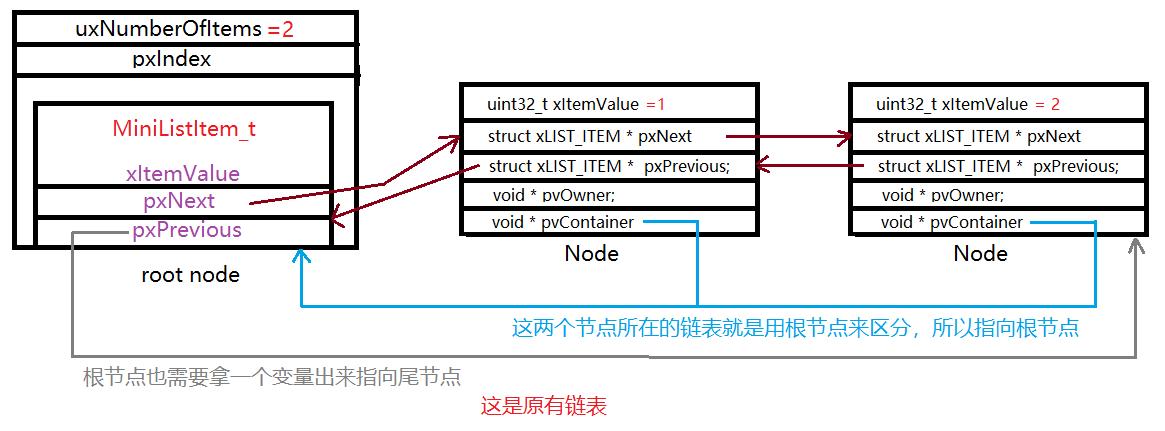 uxNumberOfItems =2
pxIndex
MiniListItem_t
xItemValue
pxNext
pxPrevious
root node
uint32_t xItemValue =1
struct xLIST_ITEM * pxNext
struct xLIST_ITEM * pxPrevious;
void * pvOwner;
void * pvContainer
Node
uint32_t xItemValue = 2
struct xLIST_ITEM * pxNext
struct xLIST_ITEM * pxPrevious;
void * pvOwner;
void * pvContainer
Node
这两个节点所在的链表就是用根节点来区分，所以指向根节点
根节点也需要拿一个变量出来指向尾节点
这是原有链表